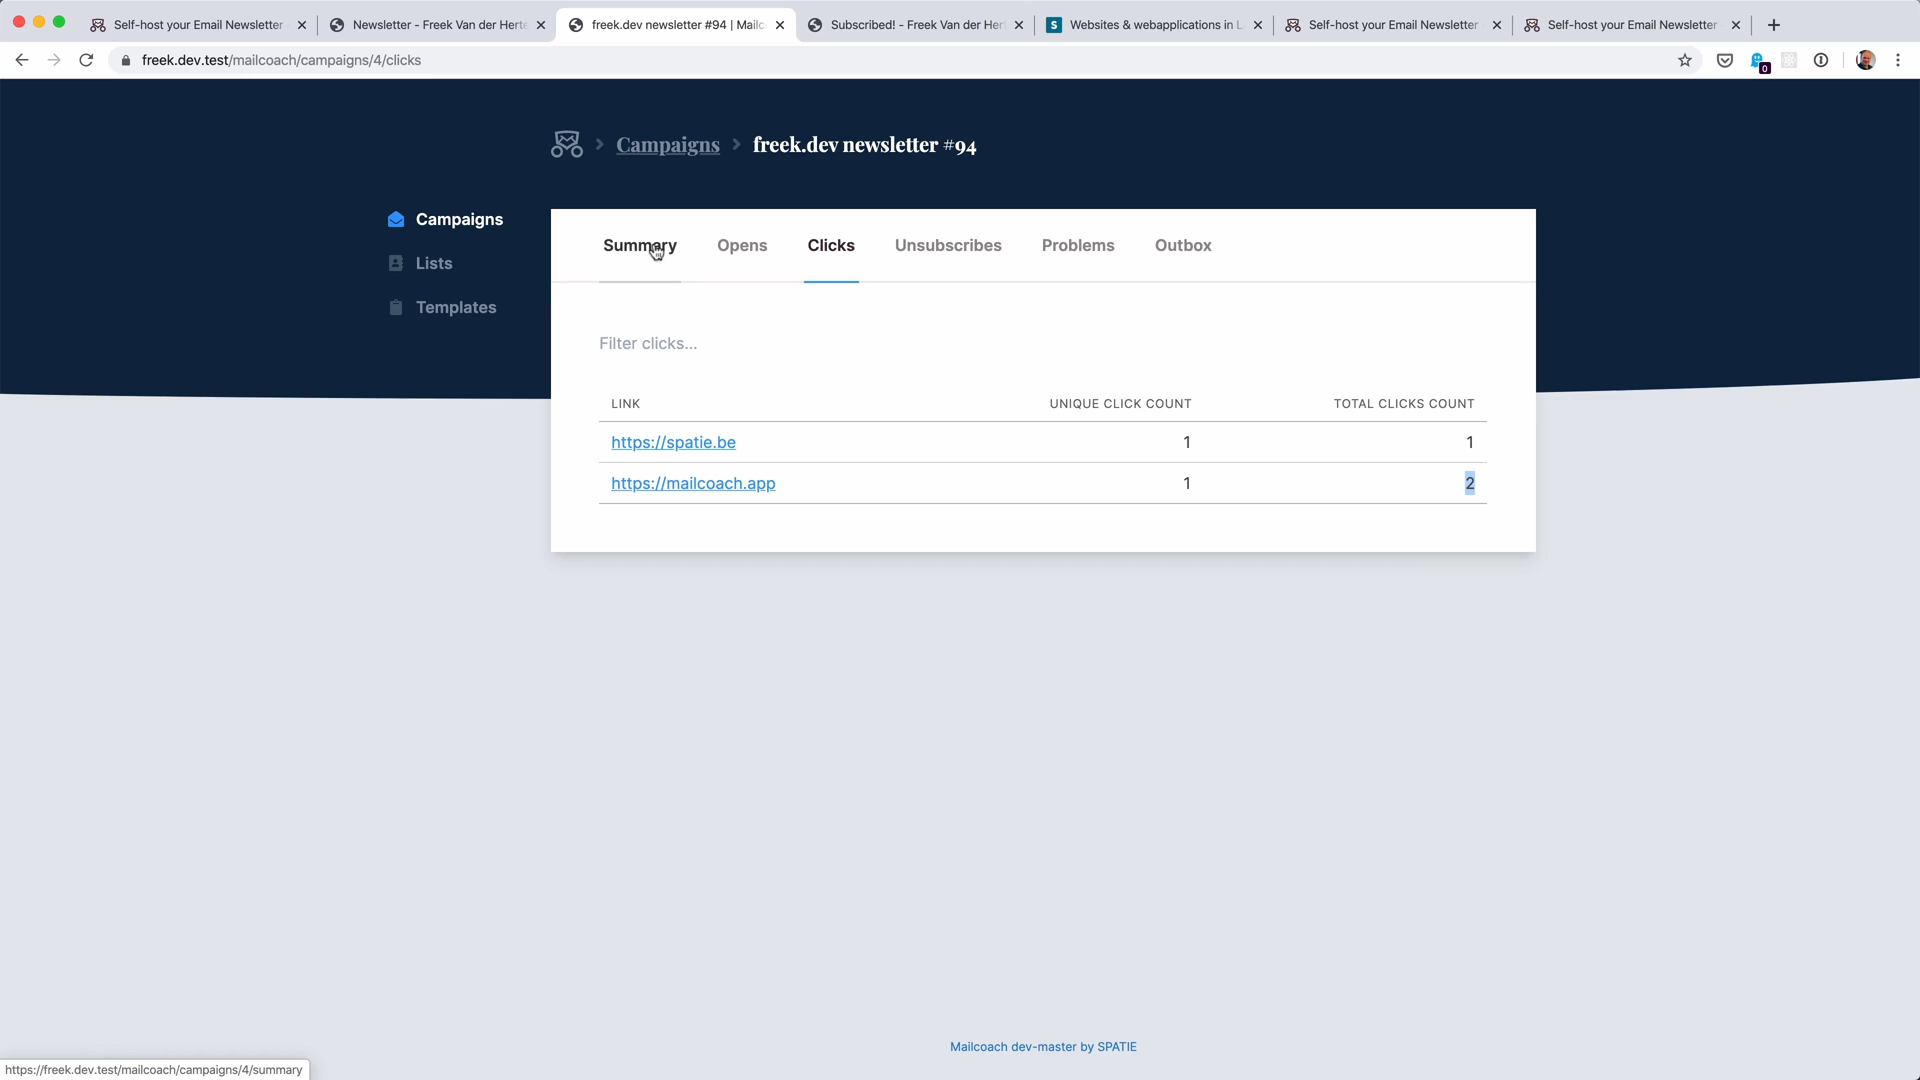 Self-host your Email Newsletter
Newsletter - Freek Van der Herte
freek.dev newsletter #94 | Mailc
Subscribed! - Freek Van der Her
Websites & webapplications in L
Self-host your Email Newsletter
Self-host your Email Newsletter
freek.dev.test/mailcoach/campaigns/4/clicks
0
Campaigns
freek.dev newsletter #94
Campaigns
Lists
Templates
Summary
Opens
Clicks
Unsubscribes
Problems
Outbox
Filter clicks...
LINK UNIQUE CLICK COUNT TOTAL CLICKS COUNT
https://spatie.be 1 1
https://mailcoach.app 1 2
Mailcoach dev-master by SPATIE
https://freek.dev.test/mailcoach/campaigns/4/summary